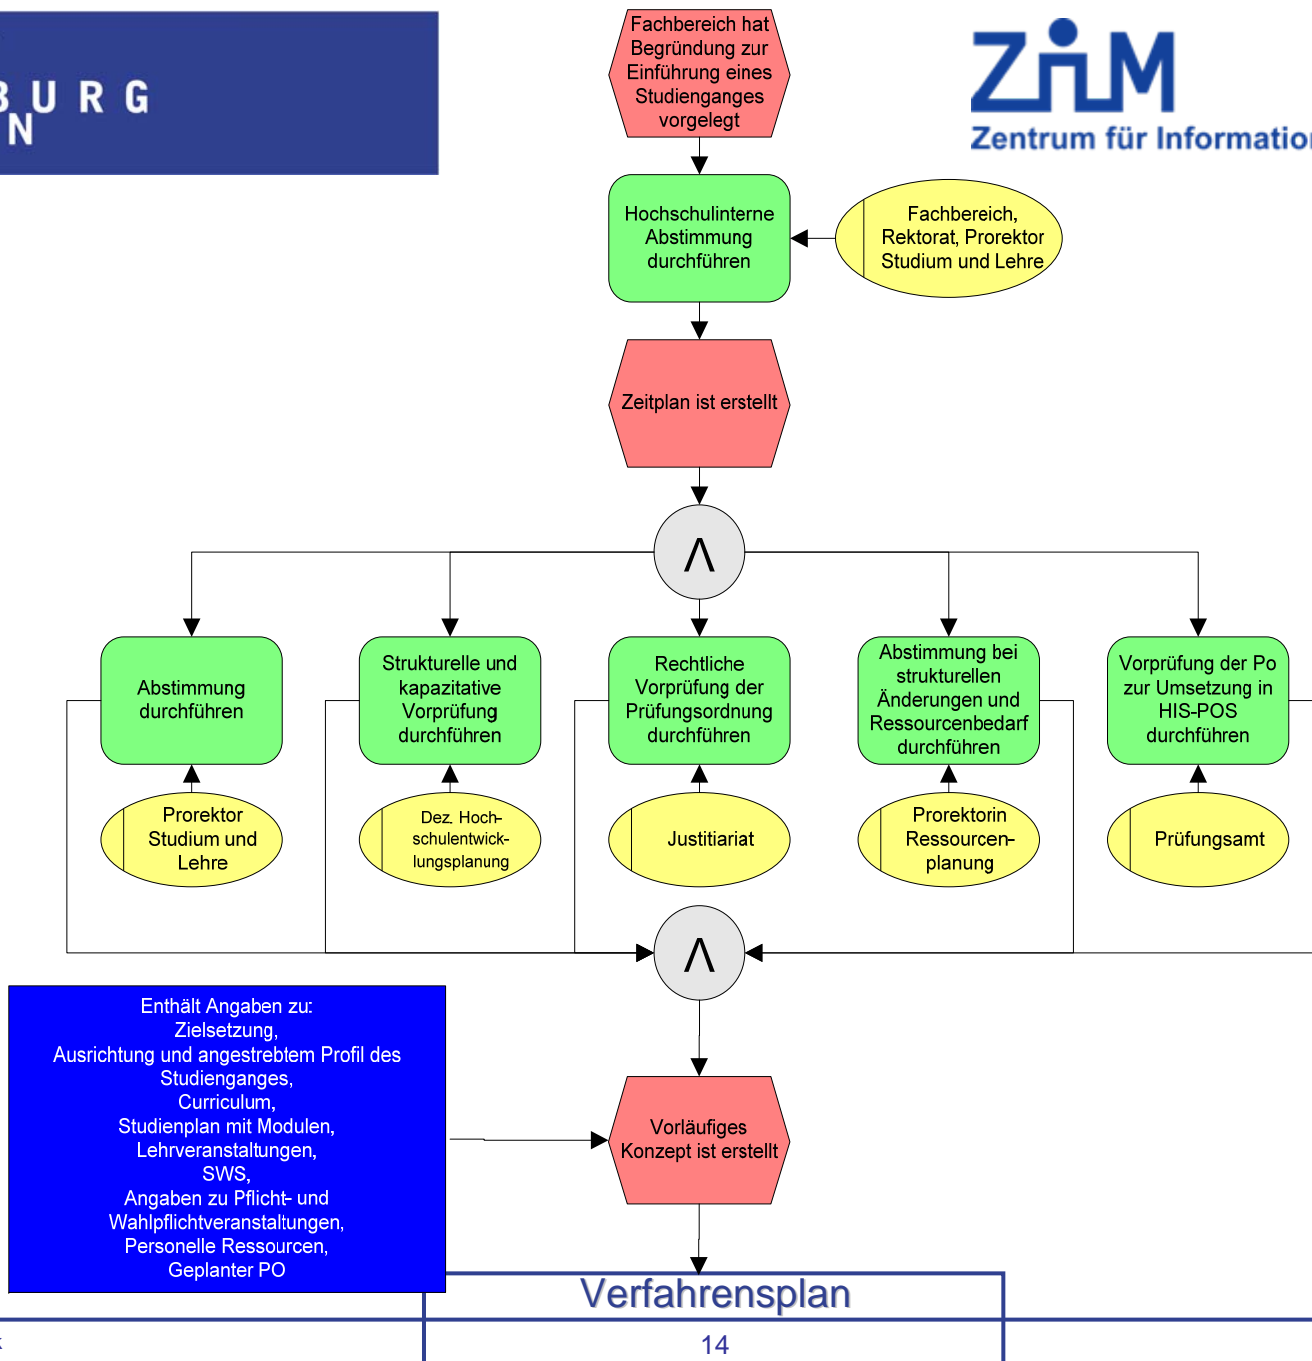 B U R G
N
ZIM
Zentrum für Information
Fachbereich hat
Begründung zur
Einführung eines
Studienganges
vorgelegt
Hochschulinterne
Abstimmung
durchführen
Fachbereich,
Rektorat, Prorektor
Studium und Lehre
Zeitplan ist erstellt
Λ
Abstimmung
durchführen
Strukturelle und
kapazitative
Vorprüfung
durchführen
Rechtliche
Vorprüfung der
Prüfungsordnung
durchführen
Abstimmung bei
strukturellen
Änderungen und
Ressourcenbedarf
durchführen
Vorprüfung der Po
zur Umsetzung in
HIS-POS
durchführen
Prorektor
Studium und
Lehre
Dez. Hoch-
schulentwick-
lungsplanung
Justitiariat
Prorektorin
Ressourcen-
planung
Prüfungsamt
Λ
Enthält Angaben zu:
Zielsetzung,
Ausrichtung und angestrebtem Profil des
Studienganges,
Curriculum,
Studienplan mit Modulen,
Lehrveranstaltungen,
SWS,
Angaben zu Pflicht- und
Wahlpflichtveranstaltungen,
Personelle Ressourcen,
Geplanter PO
Vorläufiges
Konzept ist erstellt
Verfahrensplan
k
14